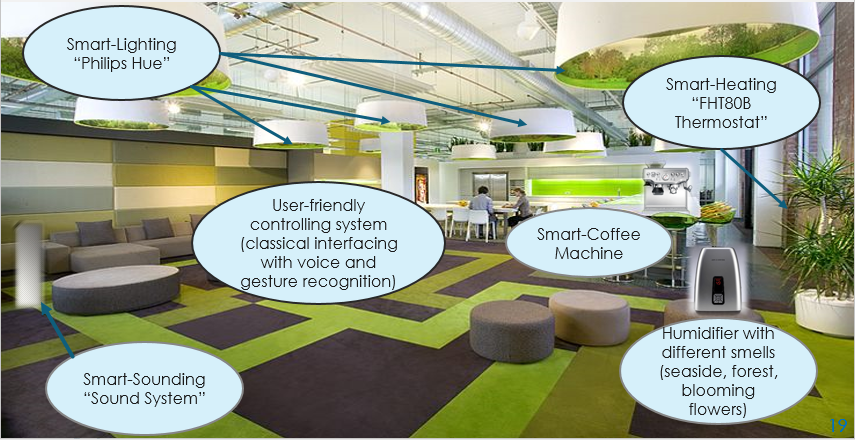 Smart-Lighting
“Philips Hue”
Smart-Heating
“FHT80B
Thermostat”
User-friendly
controlling system
(classical interfacing
with voice and
gesture recognition)
Smart-Coffee
Machine
Humidifier with
different smells
(seaside, forest,
blooming
flowers)
Smart-Sounding
“Sound System”
19